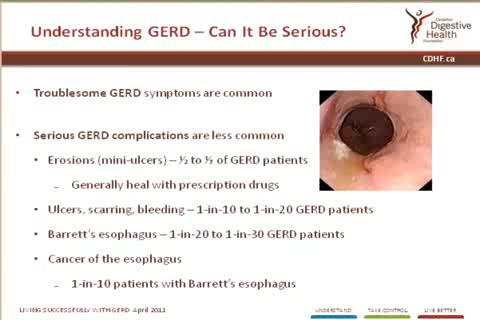 Understanding GERD – Can It Be Serious?
Canadian
Digestive
Health
Foundation
CDHF.ca
• Troublesome GERD symptoms are common
• Serious GERD complications are less common
• Erosions (mini-ulcers) – ½ to ⅓ of GERD patients
– Generally heal with prescription drugs
• Ulcers, scarring, bleeding – 1-in-10 to 1-in-20 GERD patients
• Barrett's esophagus – 1-in-20 to 1-in-30 GERD patients
• Cancer of the esophagus
– 1-in-10 patients with Barrett's esophagus
LIVING SUCCESSFULLY WITH GERD April 2011
UNDERSTAND
TAKE CONTROL
LIVE BETTER